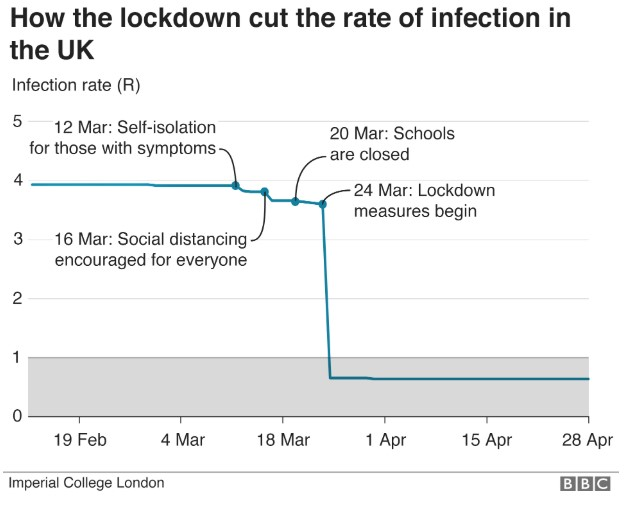 How the lockdown cut the rate of infection in
the UK
Infection rate (R)
5
12 Mar: Self-isolation
for those with symptoms
20 Mar: Schools
are closed
4
24 Mar: Lockdown
measures begin
3
16 Mar: Social distancing
encouraged for everyone
2
1
0
19 Feb 4 Mar 18 Mar 1 Apr 15 Apr 28 Apr
Imperial College London
BBC